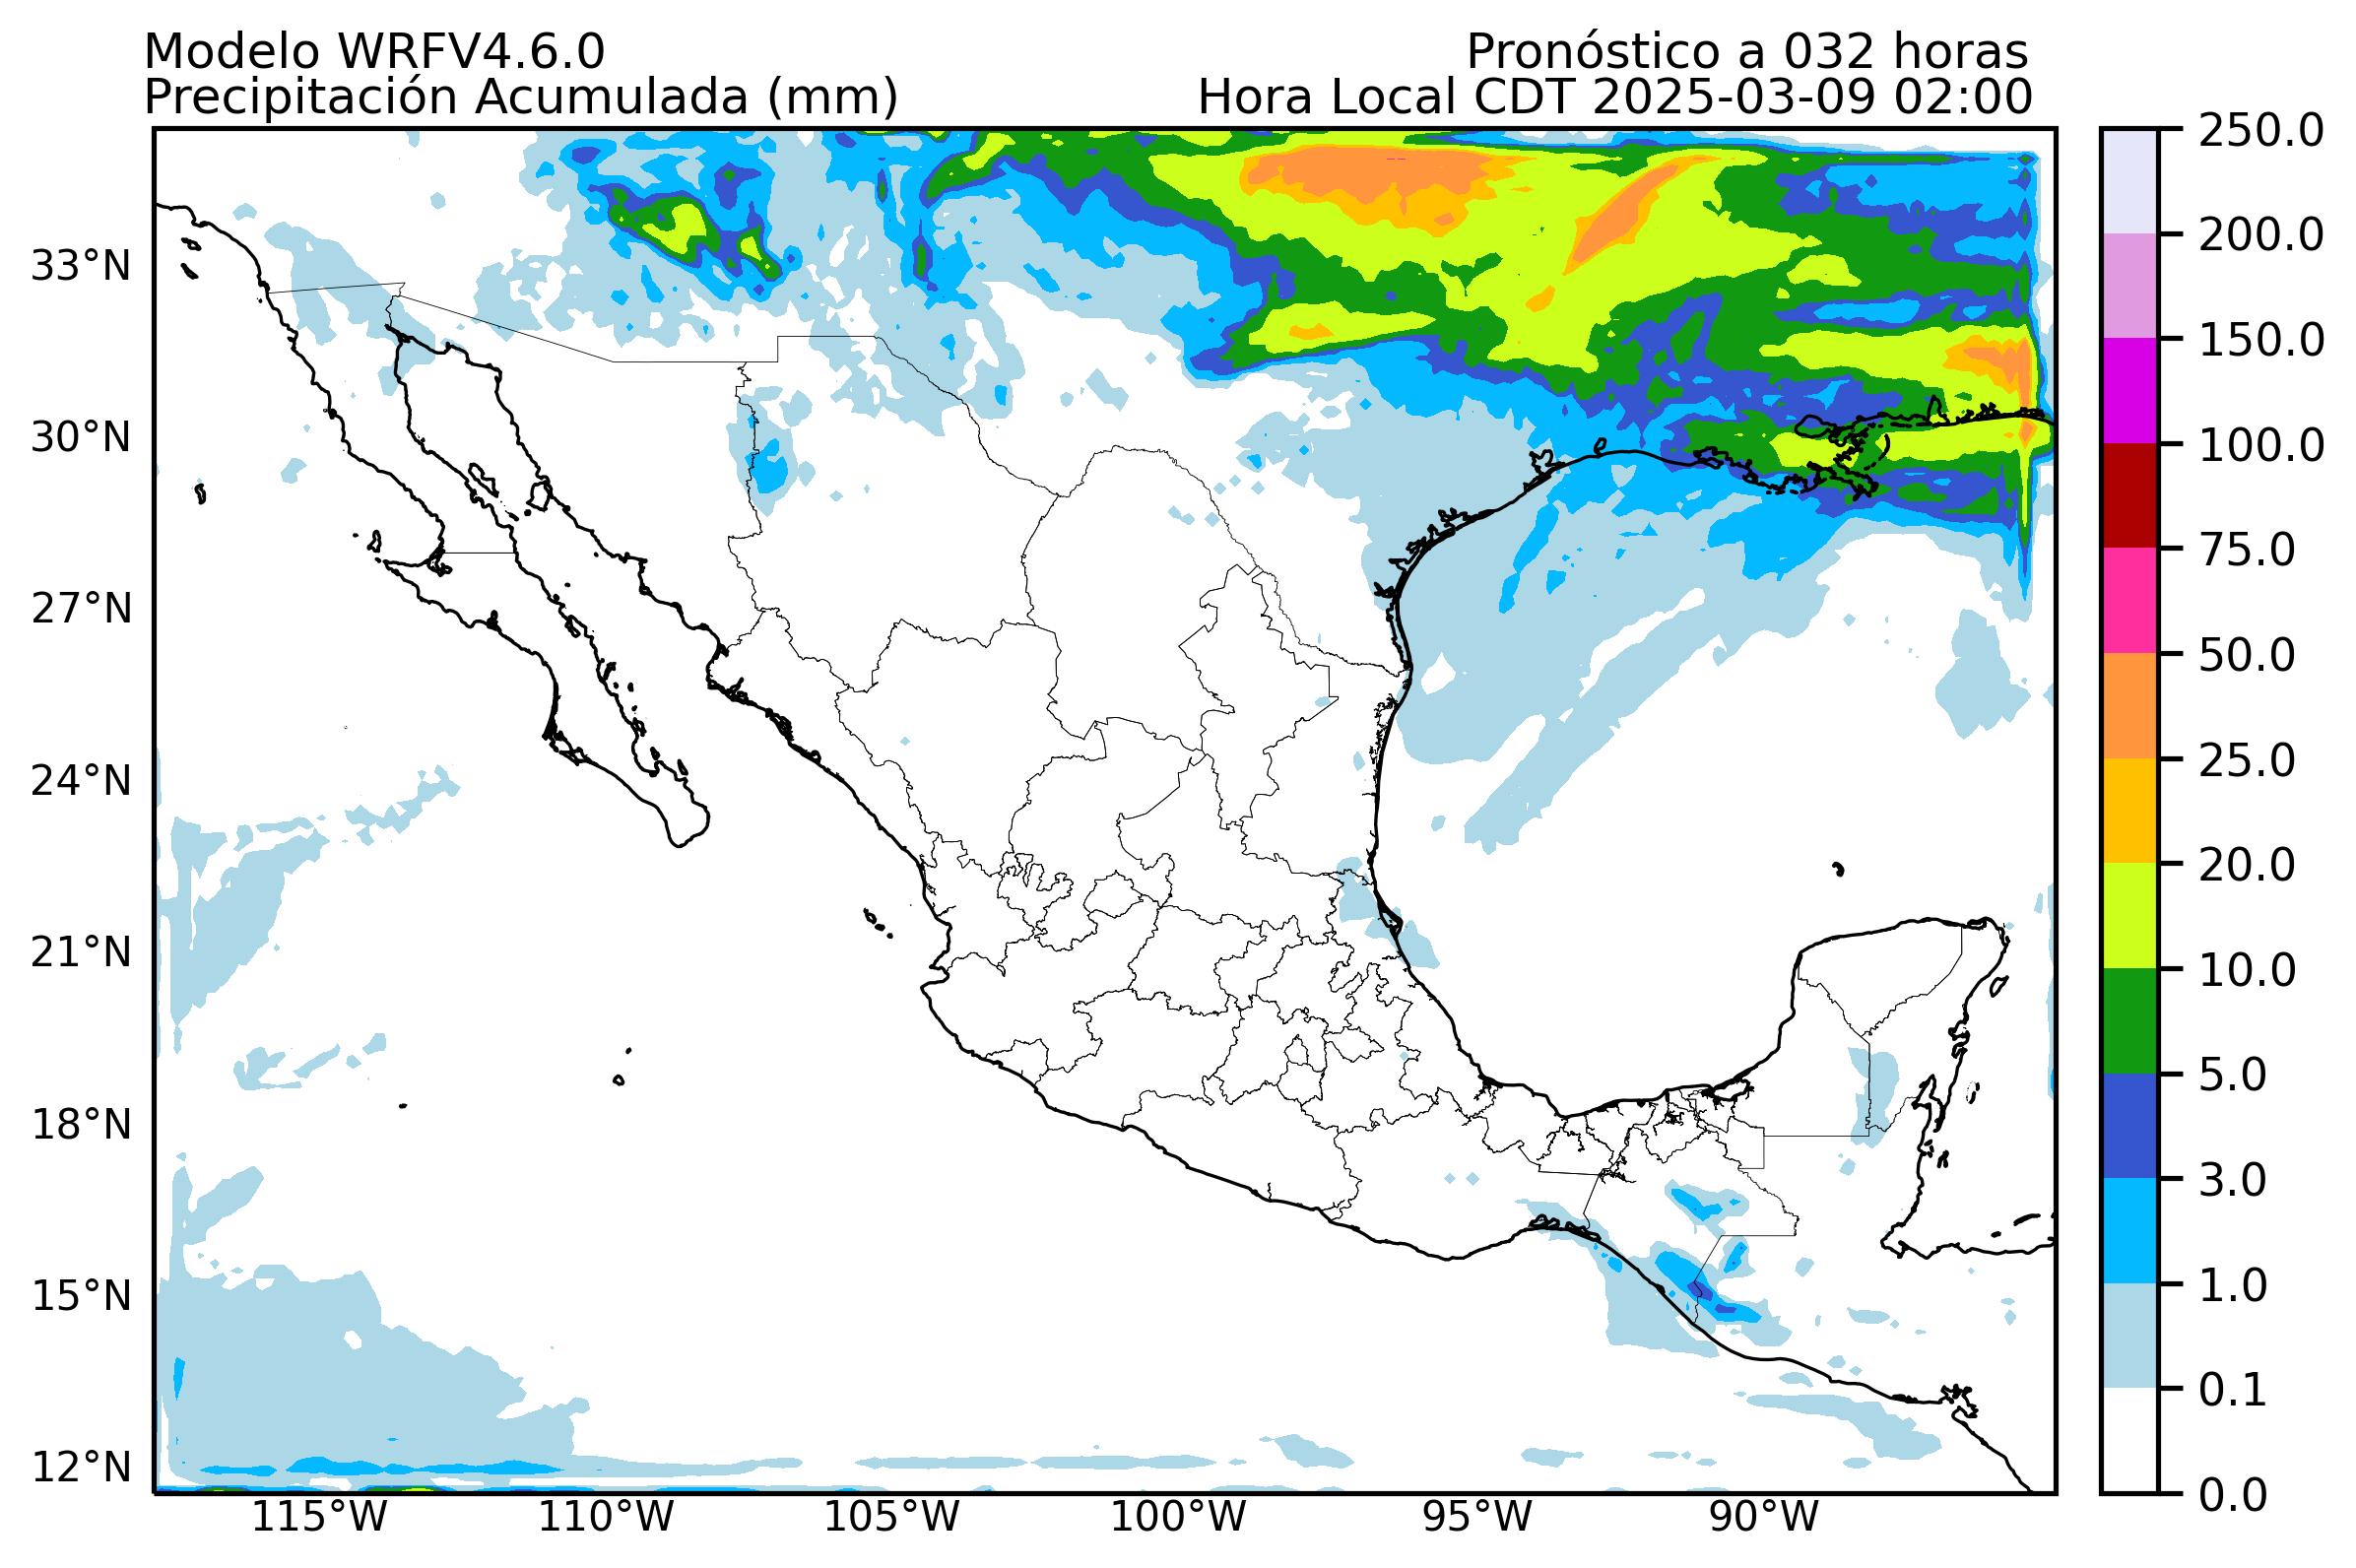 Modelo WRFV4.6.0
Pronóstico a 032 horas
Precipitación Acumulada (mm)
Hora Local CDT 2025-03-09 02:00
33°N
30°N
27°N
24°N
21°N
18°N
15°N
12°N
115°W
110°W
105°W
100°W
95°W
90°W
250.0
200.0
150.0
100.0
75.0
50.0
25.0
20.0
10.0
5.0
3.0
1.0
0.1
0.0